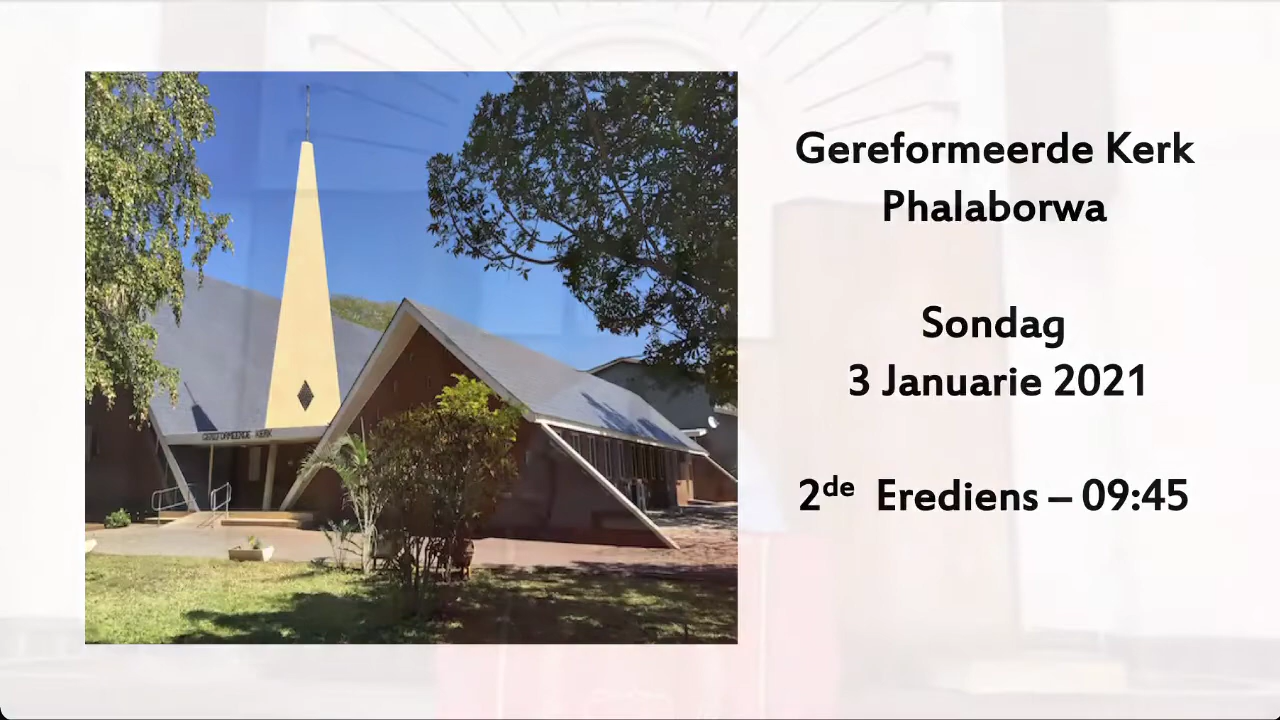 Gereformeerde Kerk
Phalaborwa
Sondag
3 Januarie 2021
2de Erediens – 09:45
GEREFORMEERDE KERK